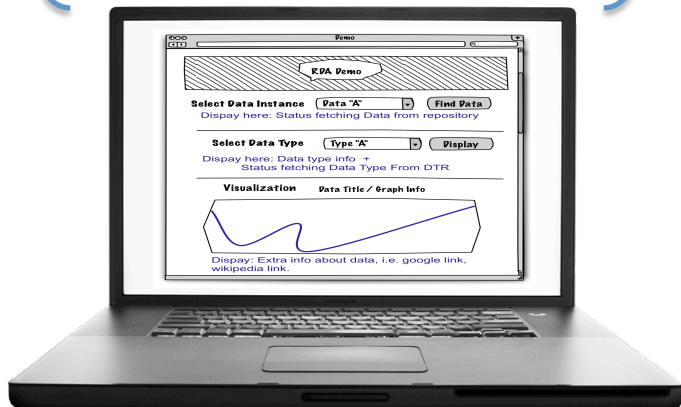 Demo
RDA Demo
Select Data Instance Data "A" Find Data
Dispay here: Status fetching Data from repository
Select Data Type Type "A" Display
Dispay here: Data type info +
Status fetching Data Type From DTR
Visualization Data Title / Graph Info
Dispay: Extra info about data, i.e. google link,
wikipedia link.